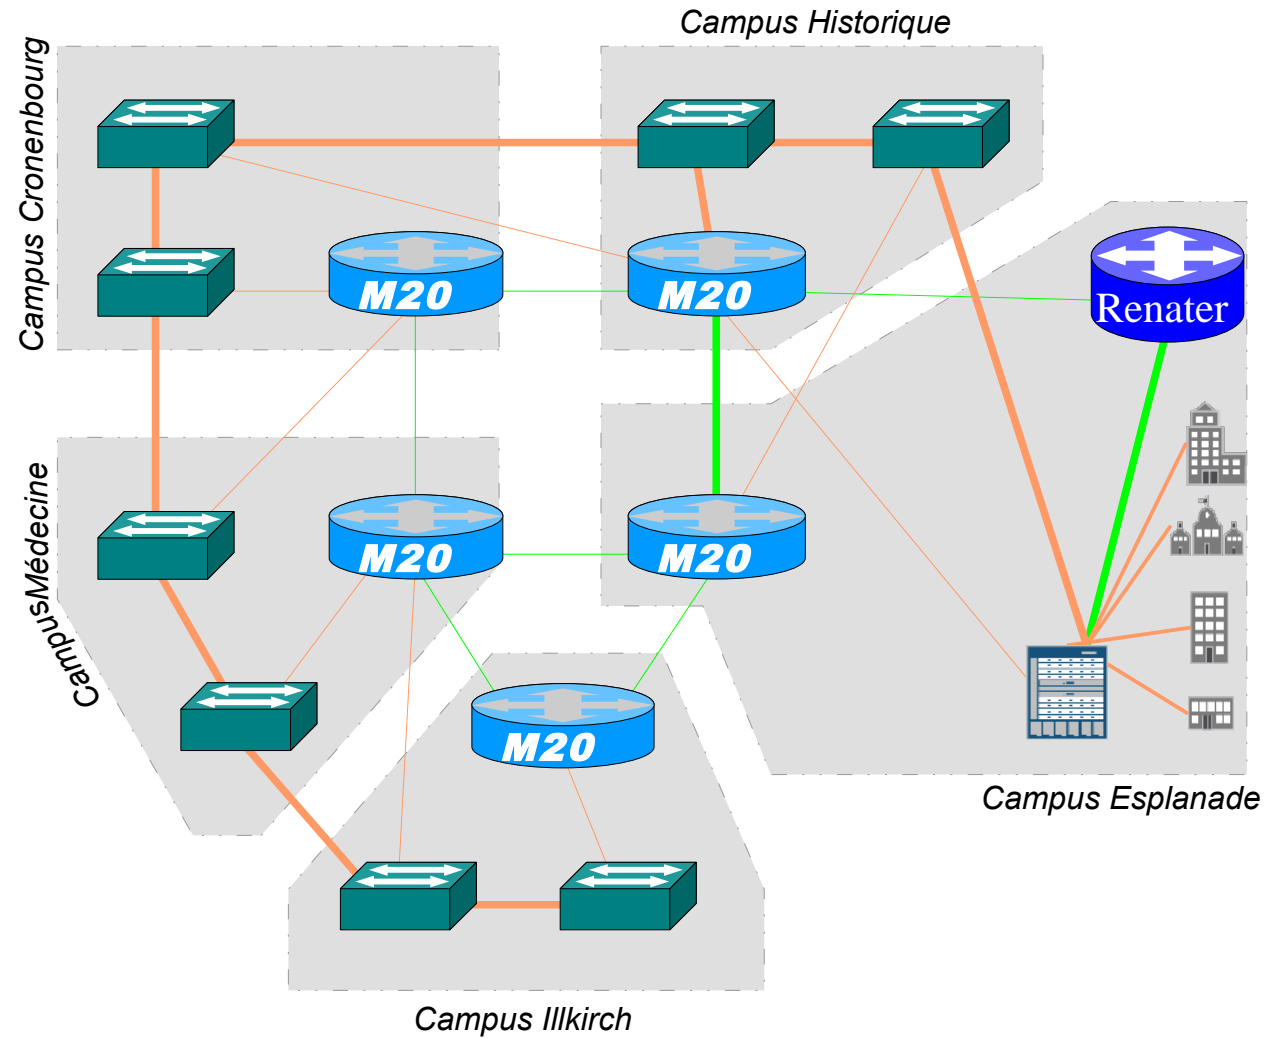 Campus Historique
Campus Cronenbourg
M20
M20
Renater
CampusMédecine
M20
M20
M20
Campus Esplanade
Campus Illkirch